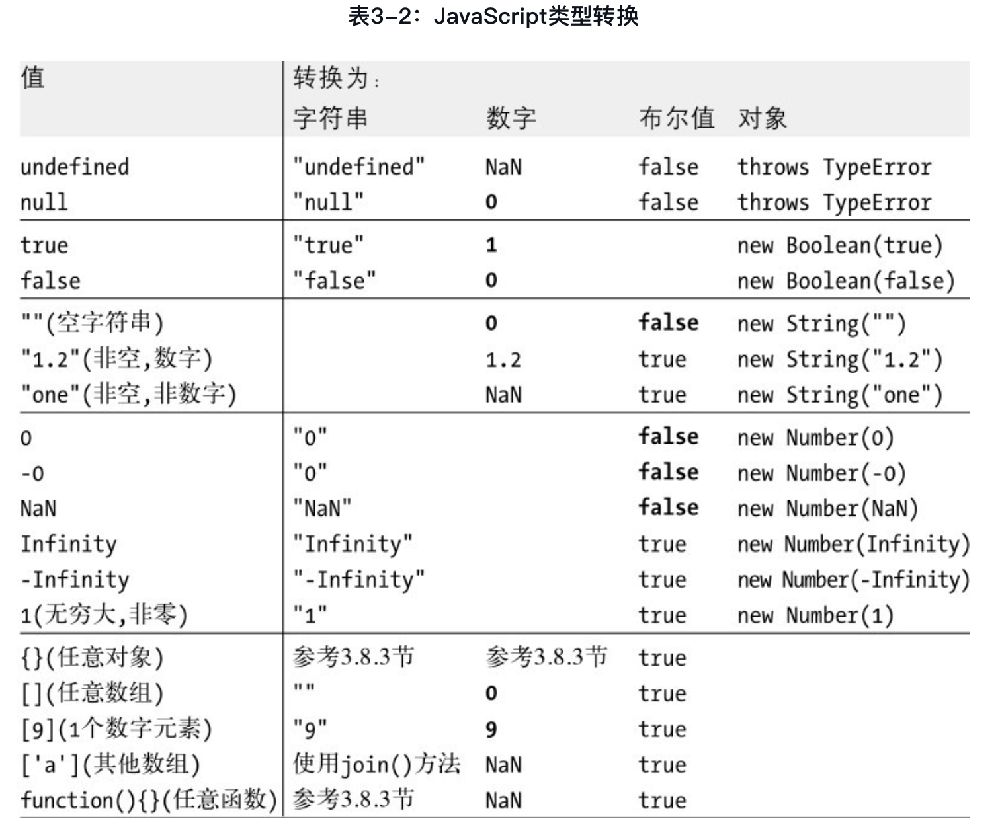 表3-2：JavaScript类型转换
值 转换为：
字符串 数字 布尔值 对象
undefined "undefined" NaN false throws TypeError
null "null" 0 false throws TypeError
true "true" 1 new Boolean(true)
false "false" 0 new Boolean(false)
""(空字符串) 0 false new String("")
"1.2"(非空,数字) 1.2 true new String("1.2")
"one"(非空,非数字) NaN true new String("one")
0 "0" false new Number(0)
-0 "0" false new Number(-0)
NaN "NaN" false new Number(NaN)
Infinity "Infinity" true new Number(Infinity)
-Infinity "-Infinity" true new Number(-Infinity)
1(无穷大,非零) "1" true new Number(1)
{}(任意对象) 参考3.8.3节 参考3.8.3节 true
[](任意数组) "" 0 true
[9](1个数字元素) "9" 9 true
['a'](其他数组) 使用join()方法 NaN true
function(){}(任意函数) 参考3.8.3节 NaN true